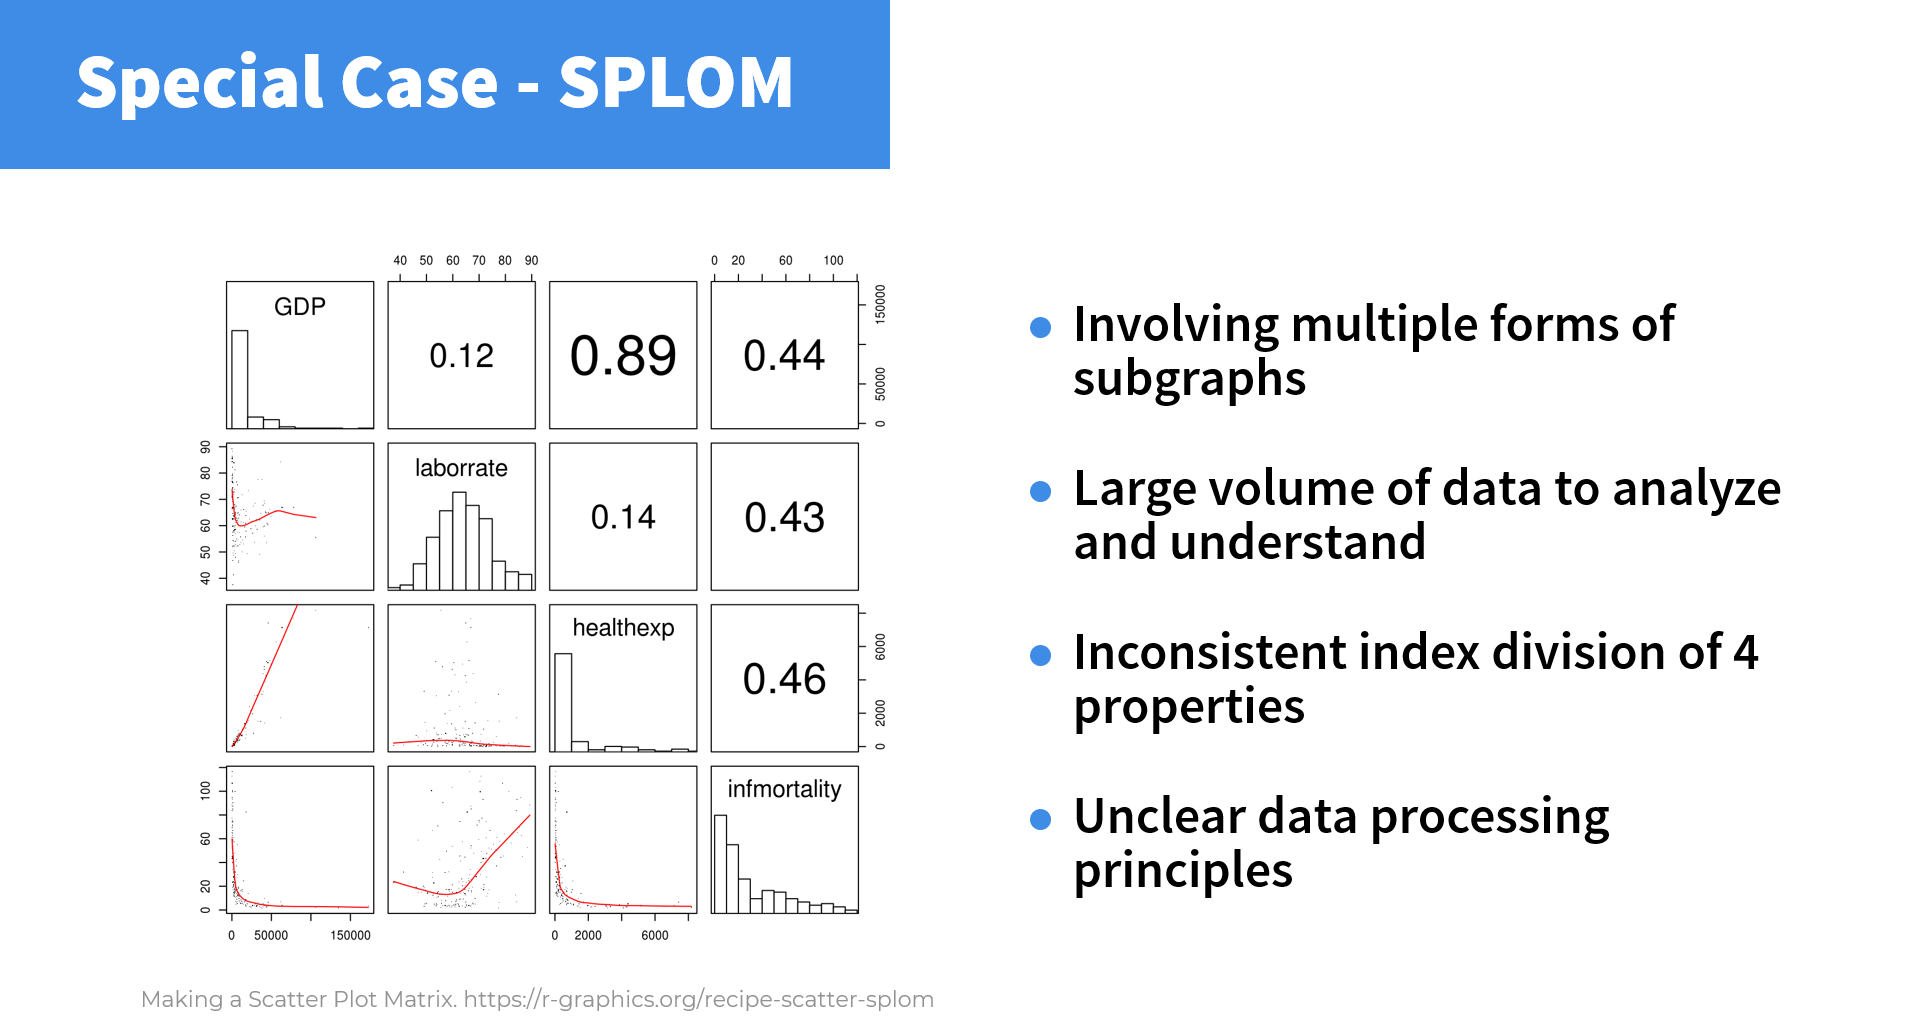 Special Case - SPLOM
40 50 60 70 80 90
0 20 60 100
GDP
0.12
0.89
0.44
0 50000 150000
40 50 60 70 80 90
laborrate
0.14
0.43
healthexp
0.46
0 2000 6000
0 20 60 100
infmortality
0 50000 150000
0 2000 6000
Involving multiple forms of
subgraphs
Large volume of data to analyze
and understand
Inconsistent index division of 4
properties
Unclear data processing
principles
Making a Scatter Plot Matrix. https://r-graphics.org/recipe-scatter-splom